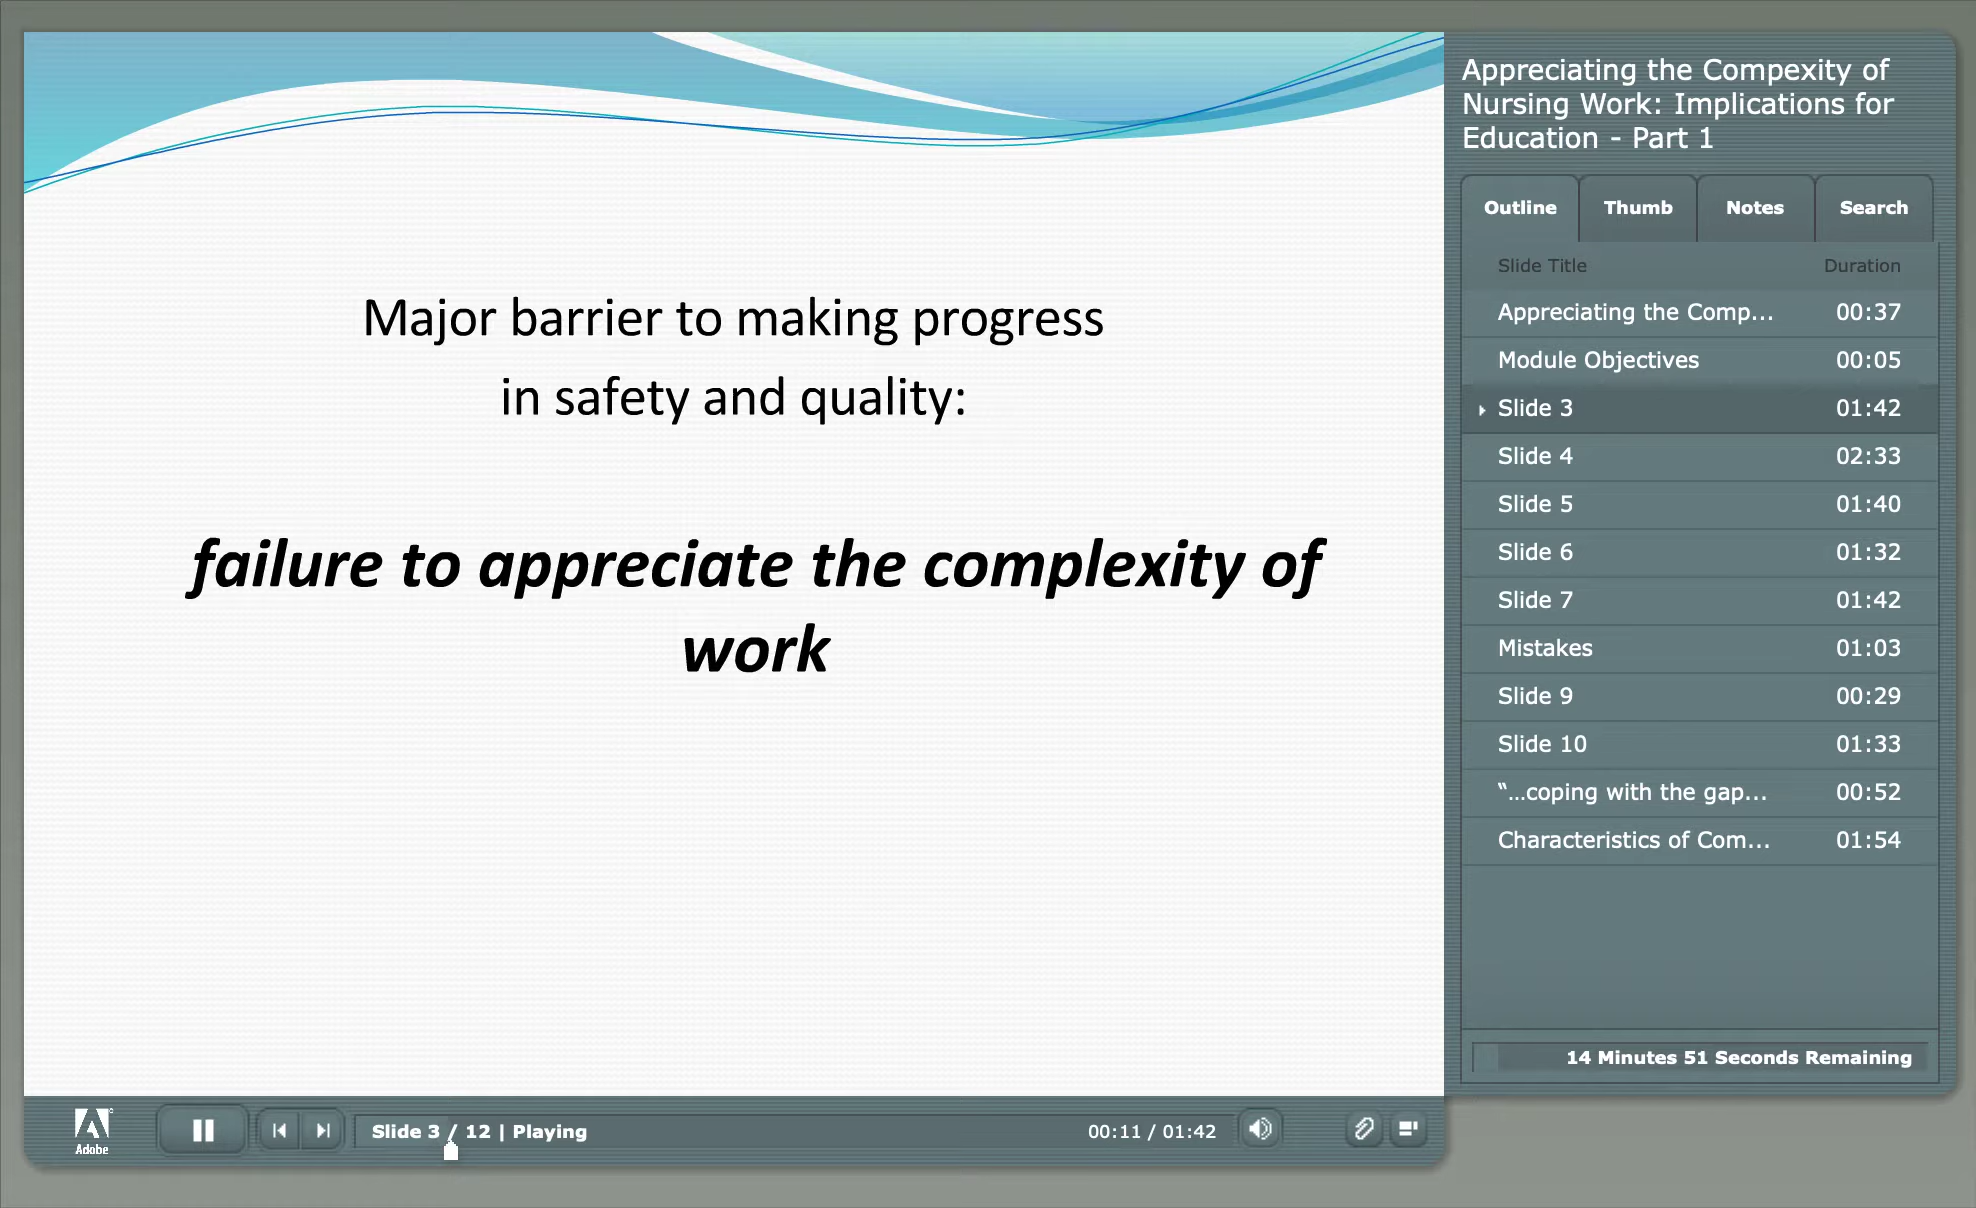 Major barrier to making progress
in safety and quality:
failure to appreciate the complexity of
work
Appreciating the Compexity of
Nursing Work: Implications for
Education - Part 1
Outline Thumb Notes Search
Slide Title Duration
Appreciating the Comp... 00:37
Module Objectives 00:05
Slide 3 01:42
Slide 4 02:33
Slide 5 01:40
Slide 6 01:32
Slide 7 01:42
Mistakes 01:03
Slide 9 00:29
Slide 10 01:33
“...coping with the gap... 00:52
Characteristics of Com... 01:54
14 Minutes 51 Seconds Remaining
Adobe
Slide 3 / 12 | Playing
00:11 / 01:42